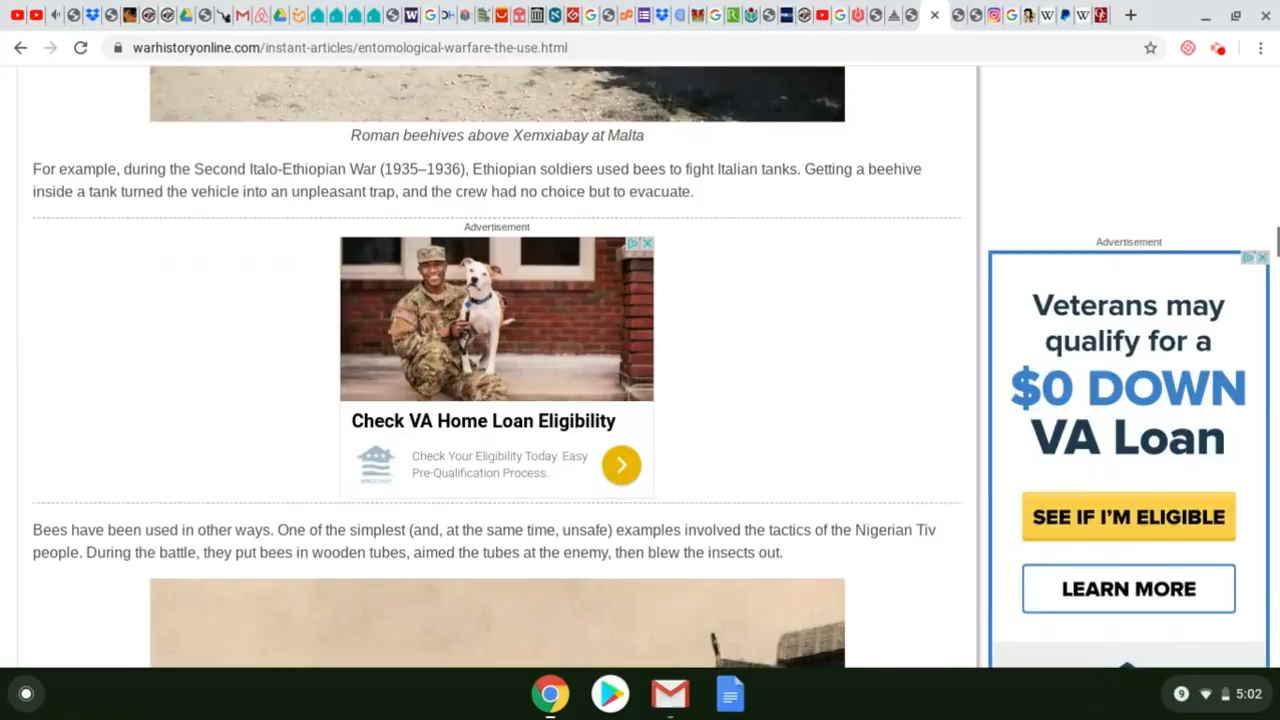 warhistoryonline.com/instant-articles/entomological-warfare-the-use.html
Roman beehives above Xemxiabay at Malta
For example, during the Second Italo-Ethiopian War (1935–1936), Ethiopian soldiers used bees to fight Italian tanks. Getting a beehive
inside a tank turned the vehicle into an unpleasant trap, and the crew had no choice but to evacuate.
Advertisement
Check VA Home Loan Eligibility
Check Your Eligibility Today. Easy
Pre-Qualification Process.
Bees have been used in other ways. One of the simplest (and, at the same time, unsafe) examples involved the tactics of the Nigerian Tiv
people. During the battle, they put bees in wooden tubes, aimed the tubes at the enemy, then blew the insects out.
Advertisement
Veterans may
qualify for a
$0 DOWN
VA Loan
SEE IF I'M ELIGIBLE
LEARN MORE
9
5:02